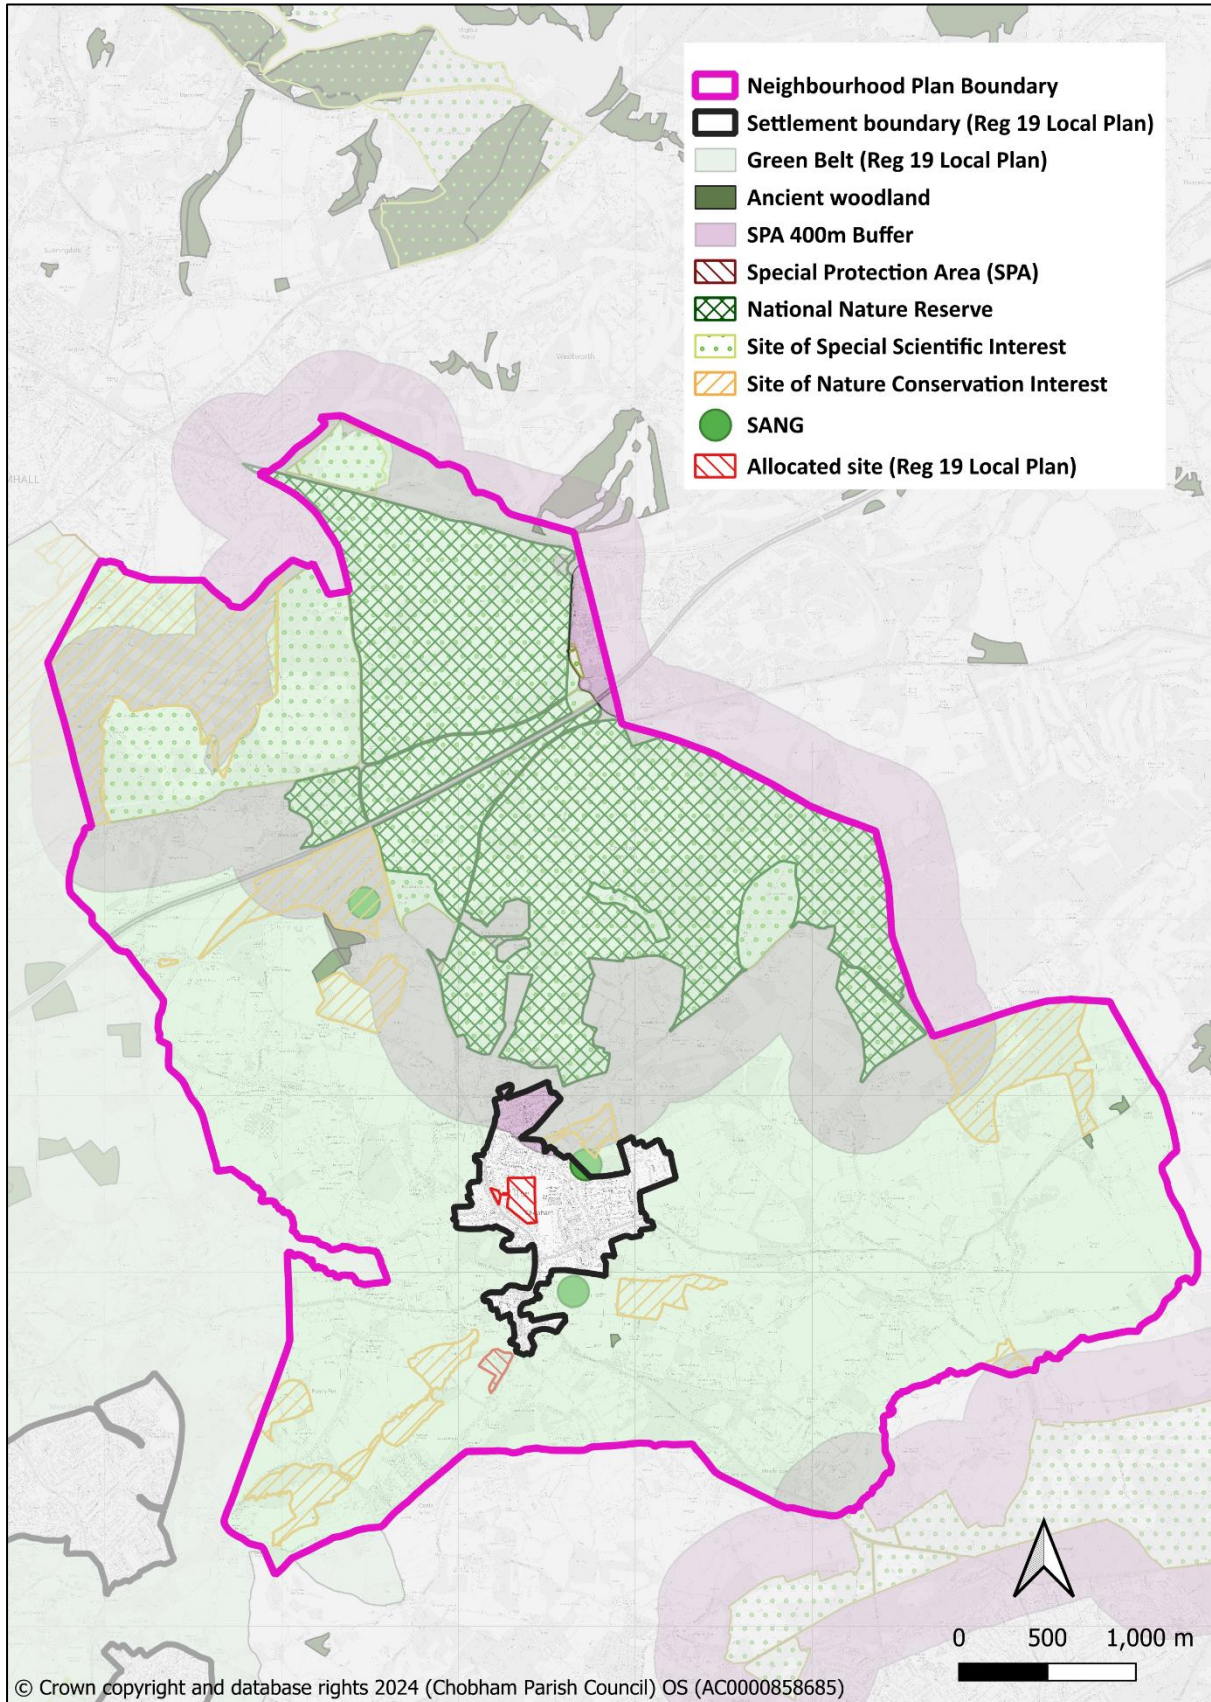 Neighbourhood Plan Boundary
Settlement boundary (Reg 19 Local Plan)
Green Belt (Reg 19 Local Plan)
Ancient woodland
SPA 400m Buffer
Special Protection Area (SPA)
National Nature Reserve
Site of Special Scientific Interest
Site of Nature Conservation Interest
SANG
Allocated site (Reg 19 Local Plan)
0 500 1,000 m
© Crown copyright and database rights 2024 (Chobham Parish Council) OS (AC0000858685)